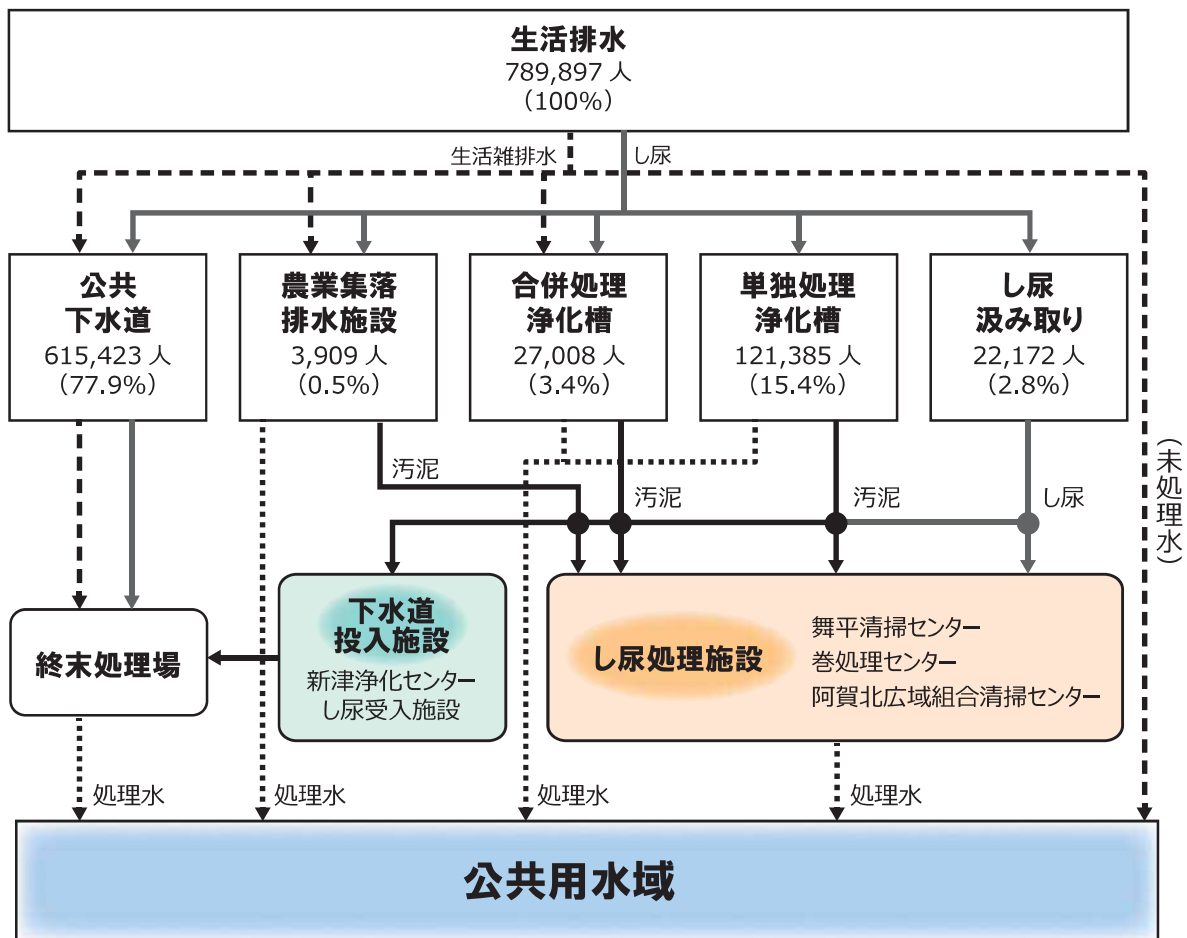 生活排水
789,897 人
（100%）
生活雑排水
し尿
公共
下水道
615,423 人
（77.9%）
農業集落
排水施設
3,909 人
（0.5%）
合併処理
浄化槽
27,008 人
（3.4%）
単独処理
浄化槽
121,385 人
（15.4%）
し尿
汲み取り
22,172 人
（2.8%）
汚泥
汚泥
汚泥
し尿
（未処理水）
終末処理場
下水道
投入施設
新津浄化センター
し尿受入施設
し尿処理施設
舞平清掃センター
巻処理センター
阿賀北広域組合清掃センター
処理水
処理水
処理水
処理水
公共用水域